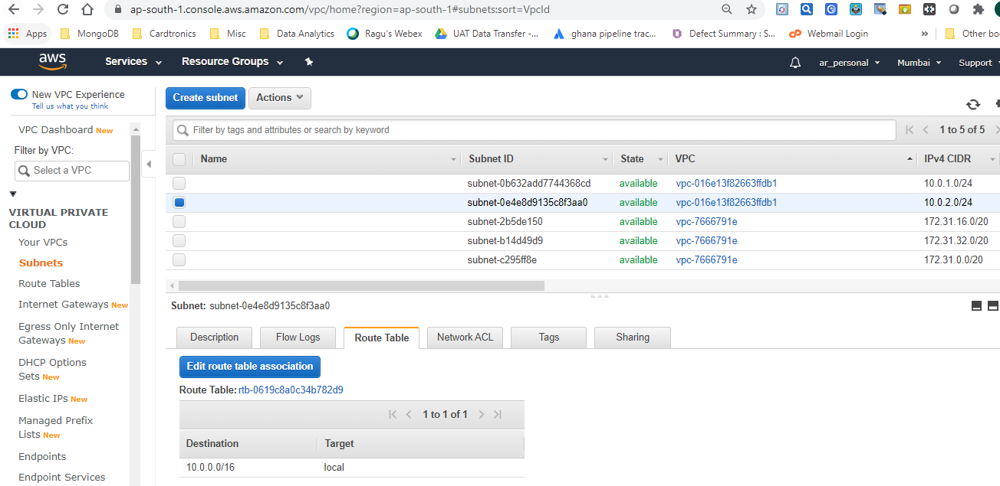 ap-south-1.console.aws.amazon.com/vpc/home?region=ap-south-1#subnets:sort=VpcId
Apps MongoDB Cardtronics Misc Data Analytics Ragu's Webex UAT Data Transfer -... ghana pipeline trac... Defect Summary : S... Webmail Login » Other bo
aws Services Resource Groups ar_personal Mumbai Support
New VPC Experience
Tell us what you think
VPC Dashboard New
Filter by VPC:
Select a VPC
VIRTUAL PRIVATE
CLOUD
Your VPCs
Subnets
Route Tables
Internet Gateways New
Egress Only Internet
Gateways New
DHCP Options
Sets New
Elastic IPs New
Managed Prefix
Lists New
Endpoints
Endpoint Services
Create subnet Actions
Filter by tags and attributes or search by keyword 1 to 5 of 5
Name Subnet ID State VPC IPv4 CIDR
subnet-0b632add7744368cd available vpc-016e13f82663ffdb1 10.0.1.0/24
subnet-0e4e8d9135c8f3aa0 available vpc-016e13f82663ffdb1 10.0.2.0/24
subnet-2b5de150 available vpc-7666791e 172.31.16.0/20
subnet-b14d49d9 available vpc-7666791e 172.31.32.0/20
subnet-c295ff8e available vpc-7666791e 172.31.0.0/20
Subnet: subnet-0e4e8d9135c8f3aa0
Description Flow Logs Route Table Network ACL Tags Sharing
Edit route table association
Route Table: rtb-0619c8a0c34b782d9
1 to 1 of 1
Destination Target
10.0.0.0/16 local